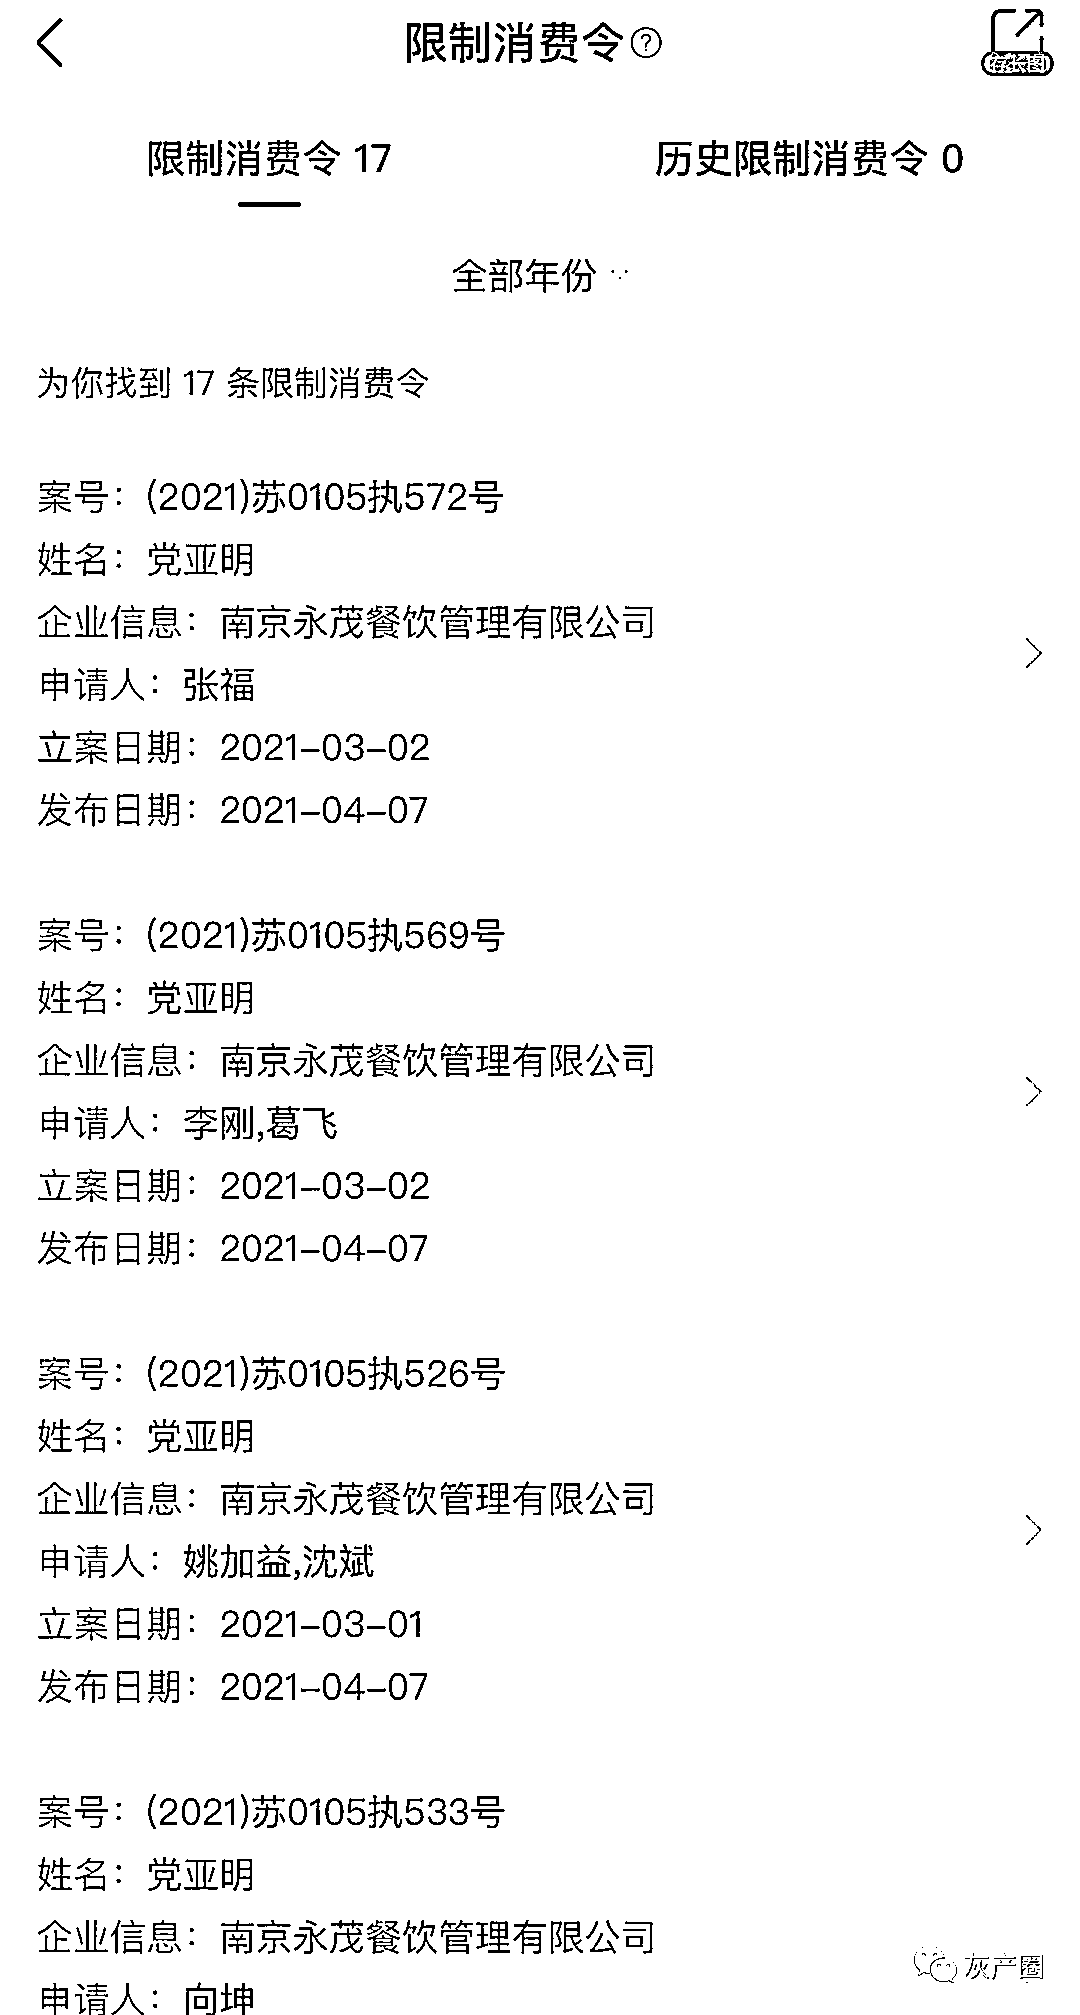 限制消费令?
存长图
限制消费令 17
历史限制消费令 0
全部年份
为你找到 17 条限制消费令
案号：(2021)苏0105执572号
姓名：党亚明
企业信息：南京永茂餐饮管理有限公司
申请人：张福
立案日期：2021-03-02
发布日期：2021-04-07
案号：(2021)苏0105执569号
姓名：党亚明
企业信息：南京永茂餐饮管理有限公司
申请人：李刚,葛飞
立案日期：2021-03-02
发布日期：2021-04-07
案号：(2021)苏0105执526号
姓名：党亚明
企业信息：南京永茂餐饮管理有限公司
申请人：姚加益,沈斌
立案日期：2021-03-01
发布日期：2021-04-07
案号：(2021)苏0105执533号
姓名：党亚明
企业信息：南京永茂餐饮管理有限公司
申请人：向坤
灰产圈